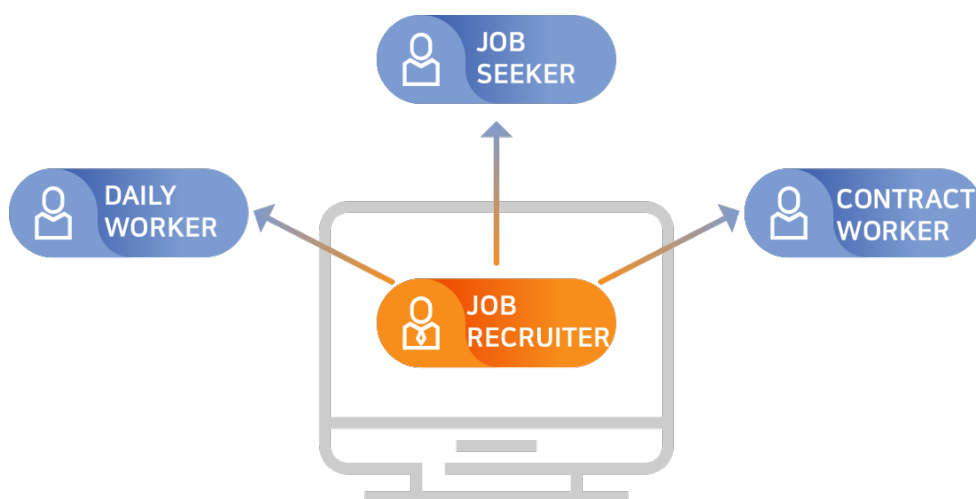 JOB
SEEKER
DAILY
WORKER
CONTRACT
WORKER
JOB
RECRUITER